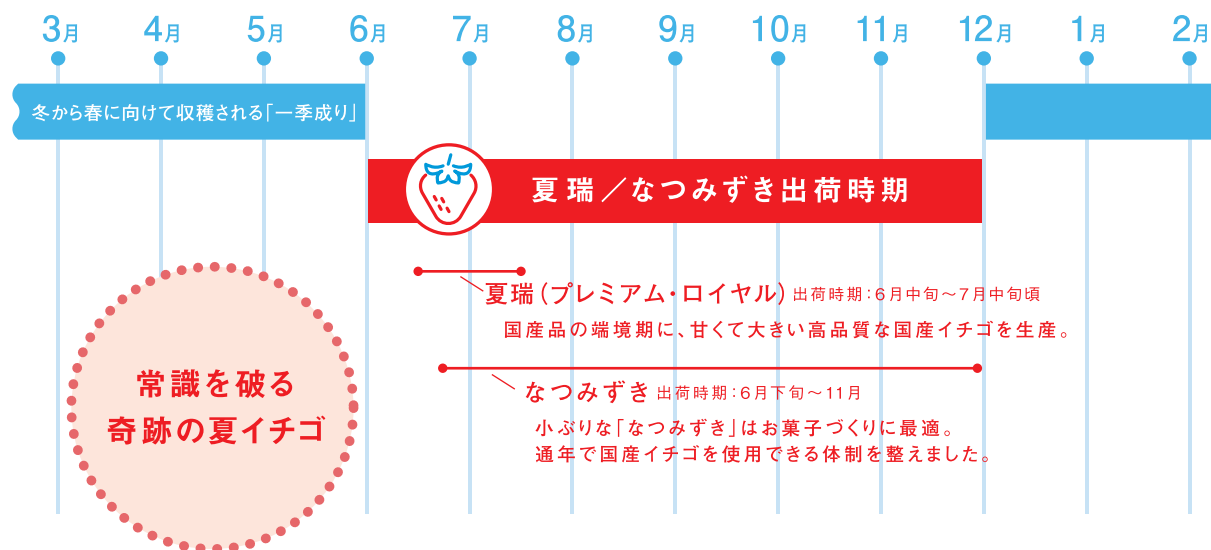 3月 4月 5月 6月 7月 8月 9月 10月 11月 12月 1月 2月
冬から春に向けて収穫される「一季成り」
夏瑞／なつみずき出荷時期
夏瑞（プレミアム・ロイヤル）出荷時期：6月中旬〜7月中旬頃
国産品の端境期に、甘くて大きい高品質な国産イチゴを生産。
なつみずき 出荷時期：6月下旬〜11月
小ぶりな「なつみずき」はお菓子づくりに最適。
通年で国産イチゴを使用できる体制を整えました。
常識を破る
奇跡の夏イチゴ